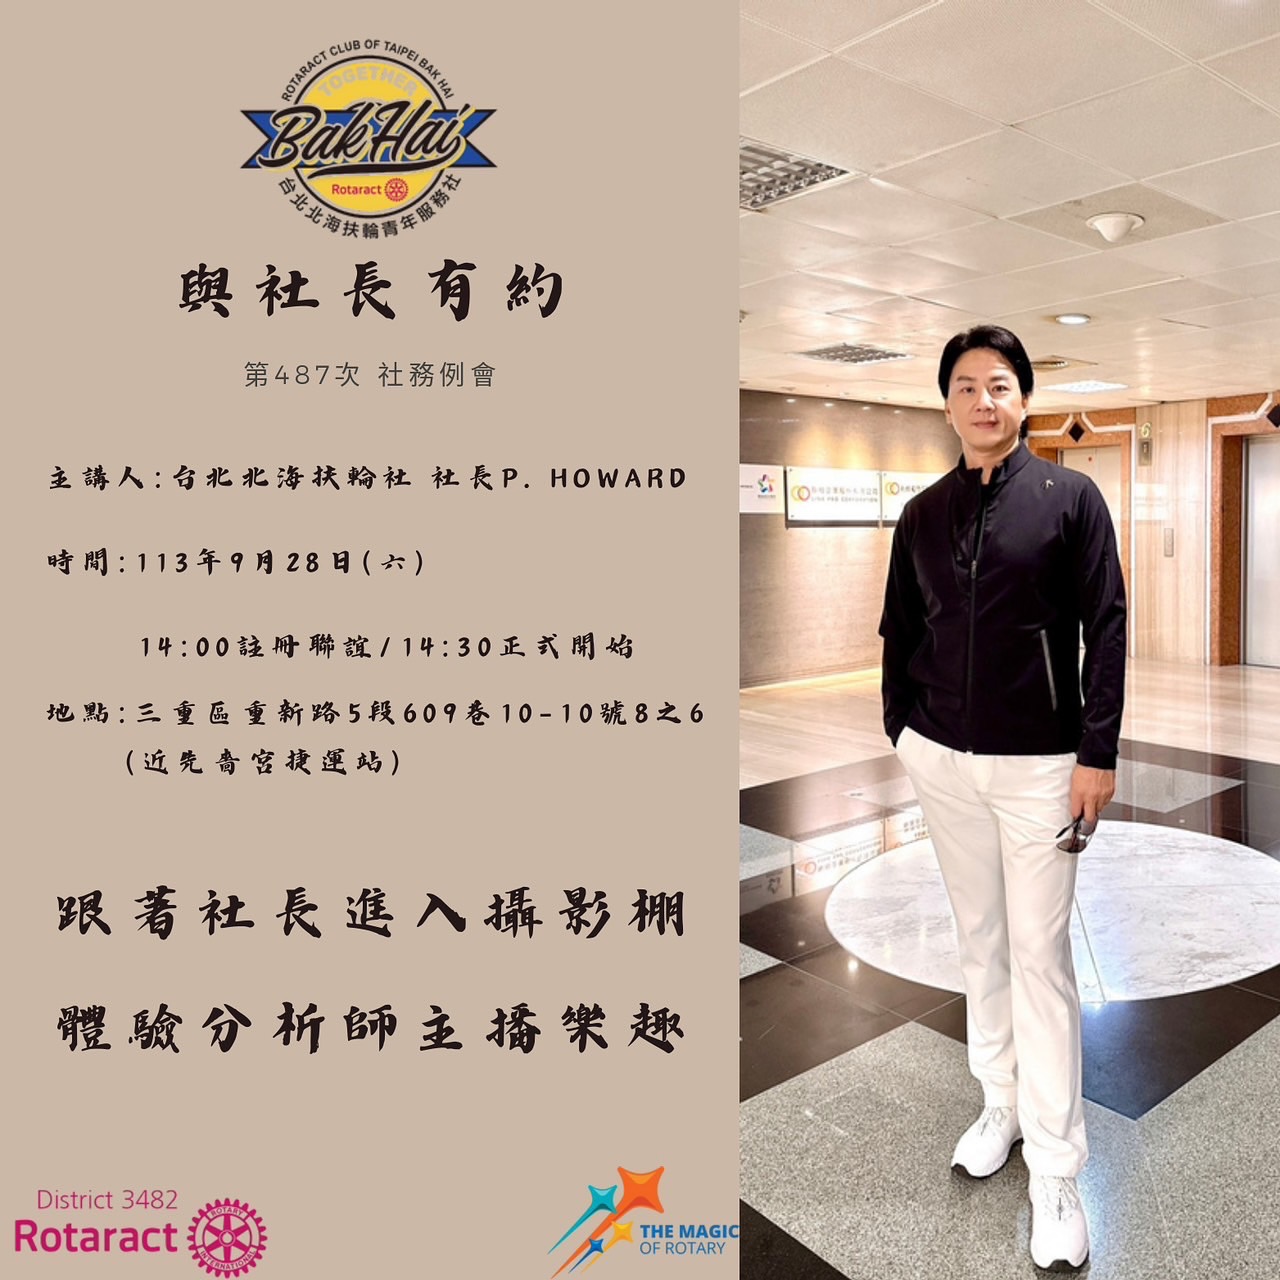 ROTARACT CLUB OF TAIPEI BAK HAI
TOGETHER
BakHai
Rotaract
台北北海扶輪青年服務社
與社長有約
第487次 社務例會
主講人:台北北海扶輪社 社長P. HOWARD
時間:113年9月28日(六)
14:00註冊聯誼/14:30正式開始
地點:三重區重新路5段609巷10-10號8之6
(近先嗇宮捷運站)
跟著社長進入攝影棚
體驗分析師主播樂趣
District 3482
Rotaract
ROTARY
INTERNATIONAL
THE MAGIC
OF ROTARY
6